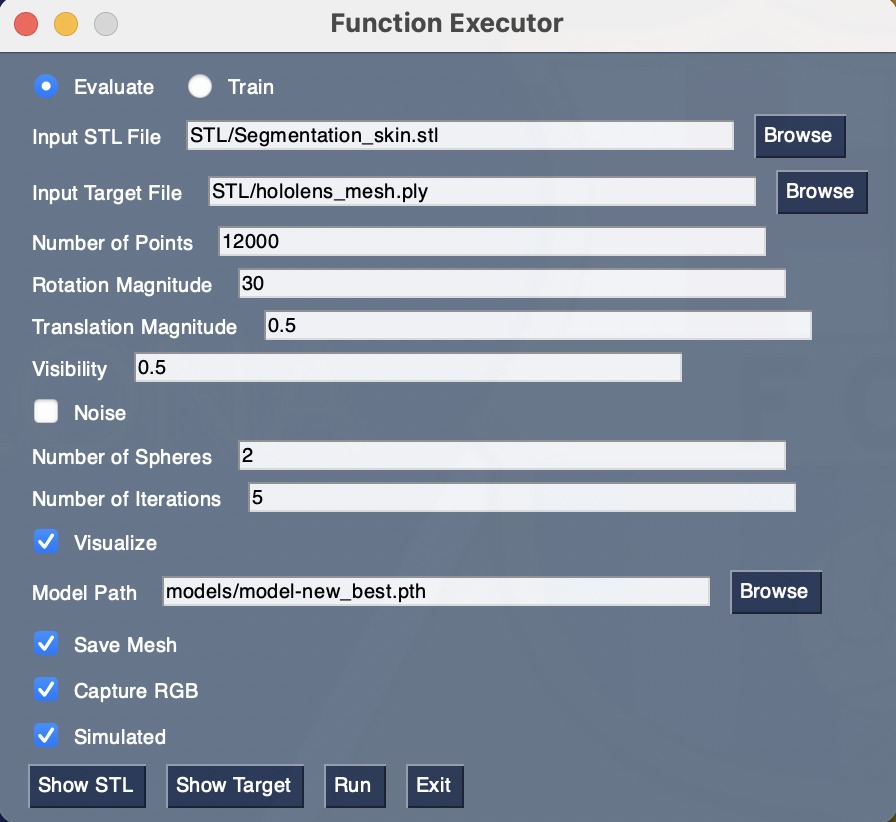 Function Executor
Evaluate Train
Input STL File STL/Segmentation_skin.stl Browse
Input Target File STL/hololens_mesh.ply Browse
Number of Points 12000
Rotation Magnitude 30
Translation Magnitude 0.5
Visibility 0.5
Noise
Number of Spheres 2
Number of Iterations 5
Visualize
Model Path models/model-new_best.pth Browse
Save Mesh
Capture RGB
Simulated
Show STL Show Target Run Exit